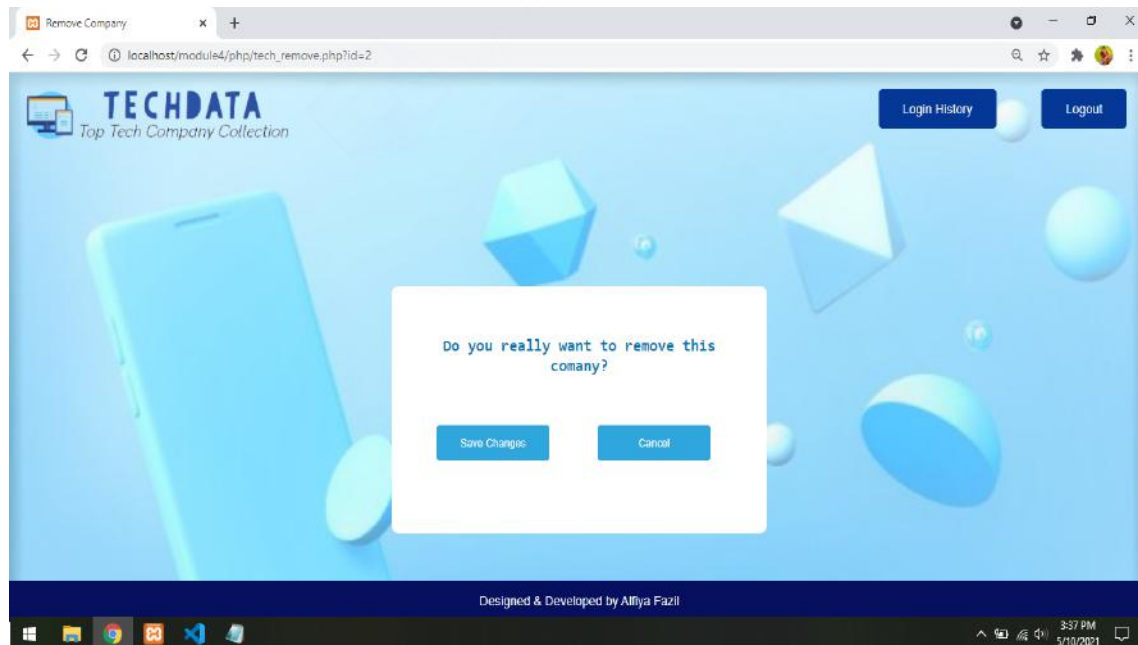 Remove Company
localhost/module4/php/tech_remove.php?id=2
TECHDATA
Top Tech Company Collection
Login History
Logout
Do you really want to remove this
comany?
Save Changes
Cancel
Designed & Developed by Alfiya Fazil
3:37 PM
5/10/2021